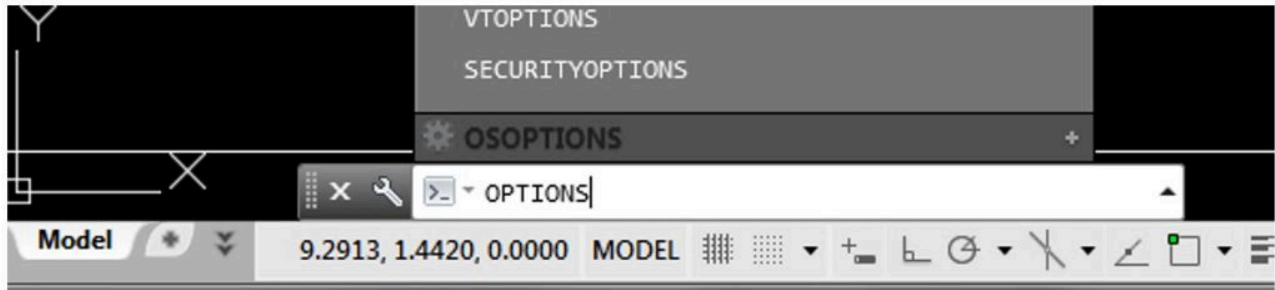 Y
VTOPTIONS
SECURITYOPTIONS
OSOPTIONS
X
OPTIONS
Model
9.2913, 1.4420, 0.0000 MODEL